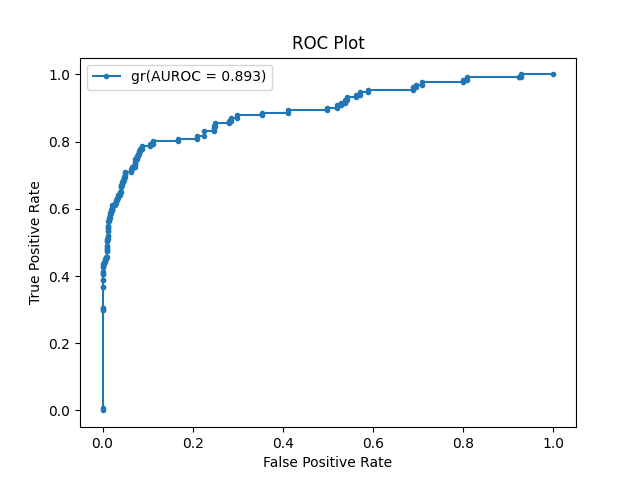 ROC Plot
gr(AUROC = 0.893)
1.0
0.8
0.6
0.4
0.2
0.0
True Positive Rate
0.0 0.2 0.4 0.6 0.8 1.0
False Positive Rate